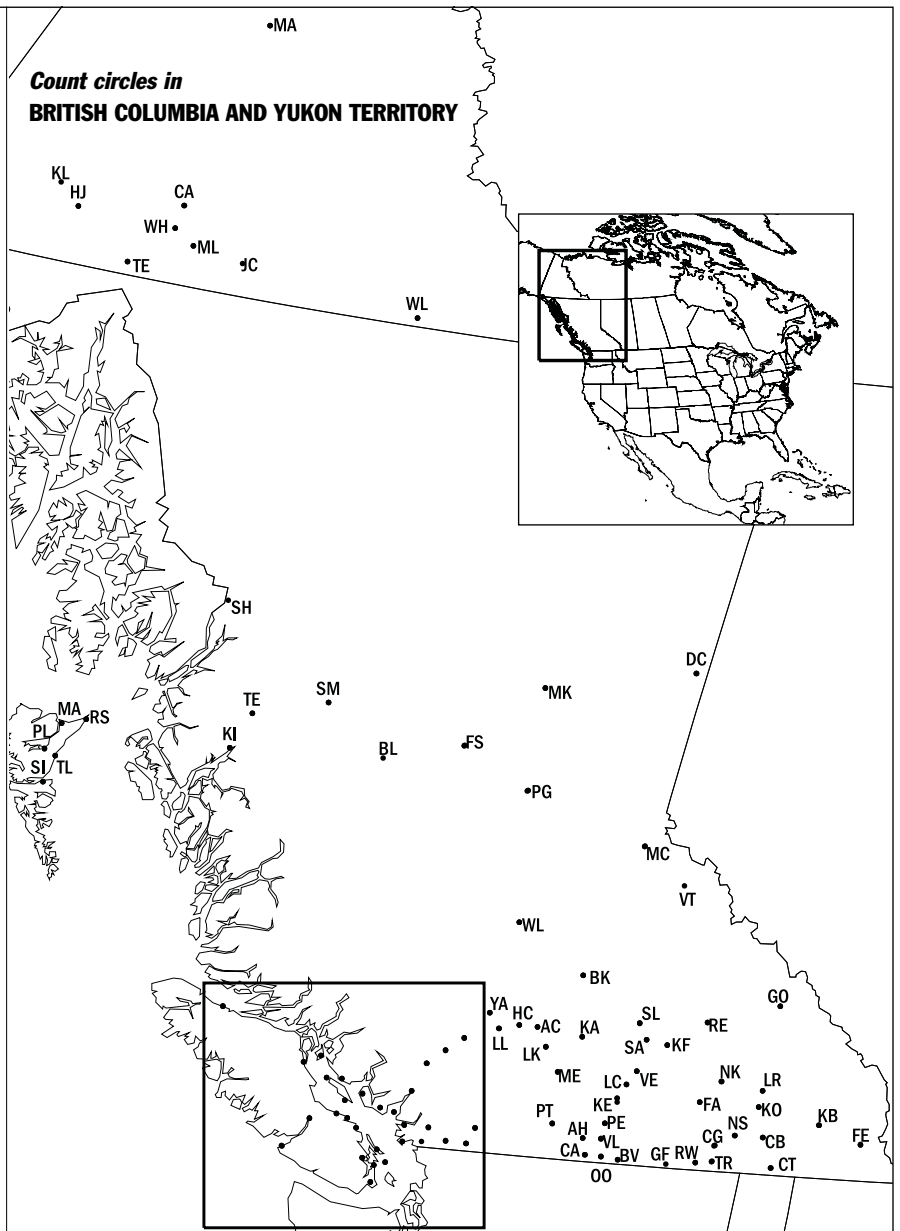 MA
Count circles in
BRITISH COLUMBIA AND YUKON TERRITORY
KL
HJ
CA
WH
ML
TE
JC
WL
SH
DC
SM
MK
TE
MA
RS
PL
KI
FS
BL
SI
TL
PG
MC
VT
WL
BK
GO
YA
HC
AC
KA
SL
RE
LL
LK
SA
KF
ME
LC
VE
NK
LR
KE
FA
KO
PT
PE
NS
KB
AH
VL
CG
CB
FE
CA
BV
GF
RW
TR
CT
OO